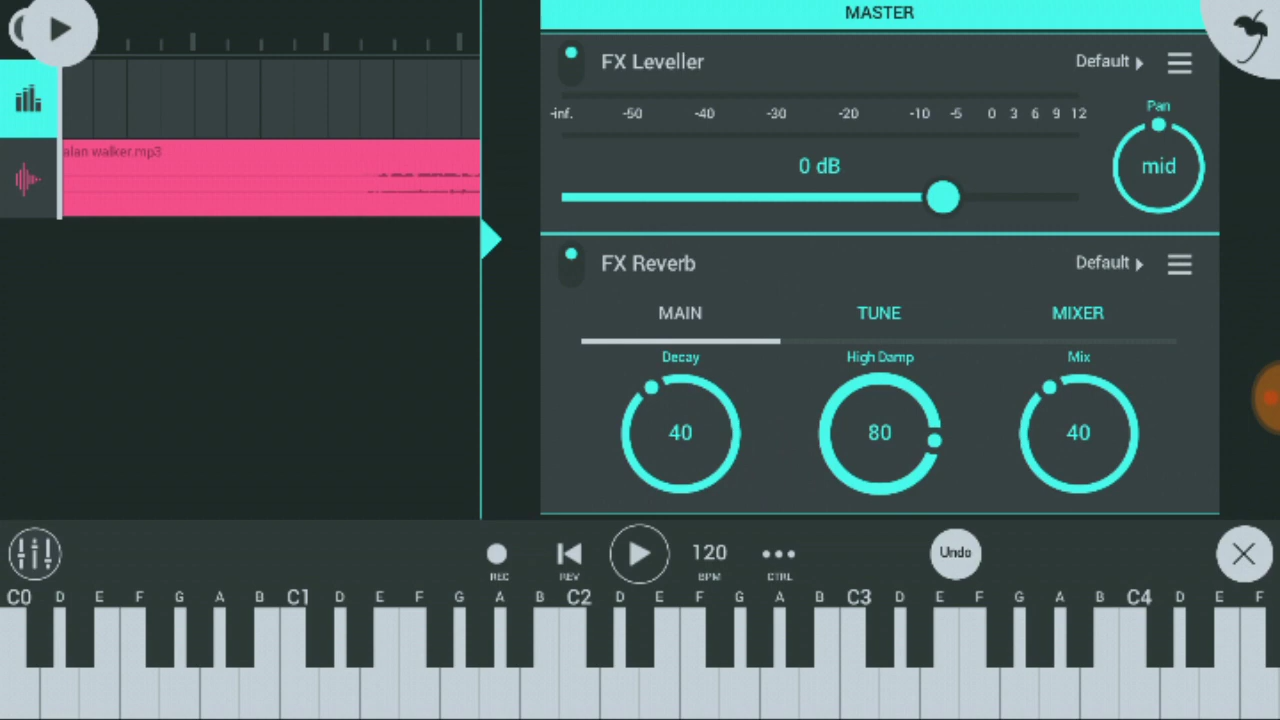 MASTER
FX Leveller
Default
-inf. -50 -40 -30 -20 -10 -5 0 3 6 9 12
Pan
0 dB
mid
alan walker.mp3
FX Reverb
Default
MAIN TUNE MIXER
Decay High Damp Mix
40 80 40
120
Undo
REC REV BPM CTRL
C0 D E F G A B C1 D E F G A B C2 D E F G A B C3 D E F G A B C4 D E F